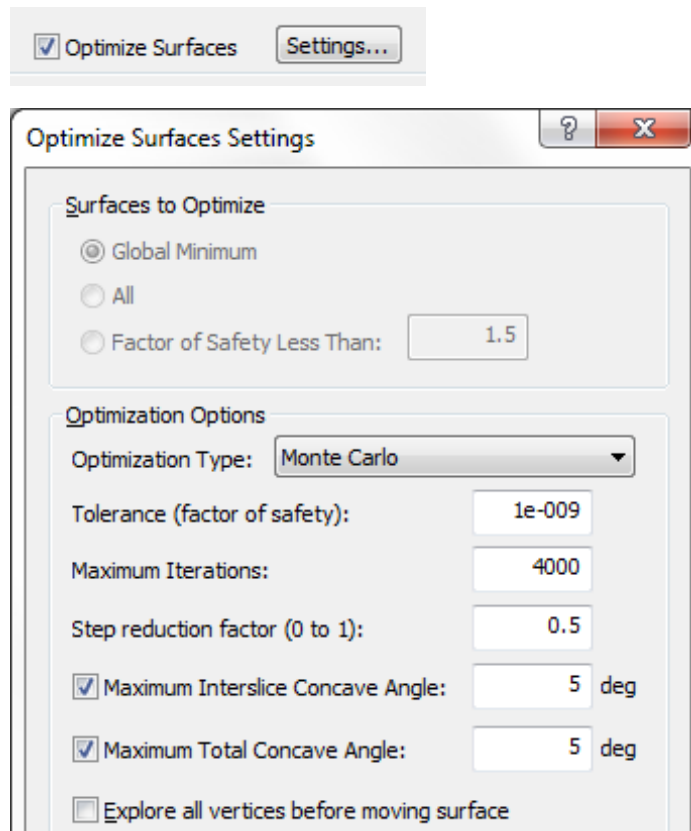 Optimize Surfaces Settings...
Optimize Surfaces Settings
Surfaces to Optimize
Global Minimum
All
Factor of Safety Less Than: 1.5
Optimization Options
Optimization Type: Monte Carlo
Tolerance (factor of safety): 1e-009
Maximum Iterations: 4000
Step reduction factor (0 to 1): 0.5
Maximum Interslice Concave Angle: 5 deg
Maximum Total Concave Angle: 5 deg
Explore all vertices before moving surface